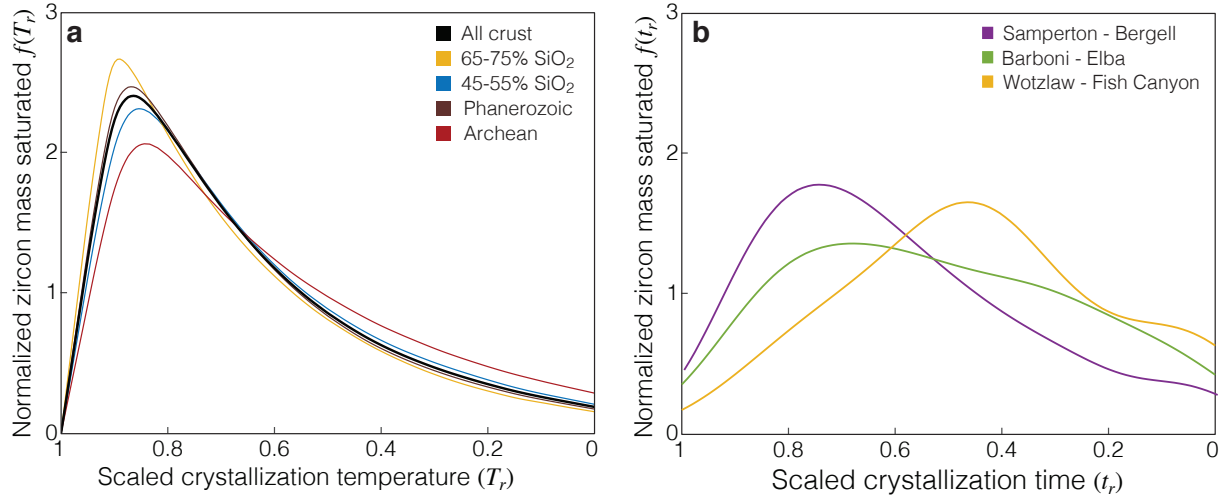 a
All crust
65-75% SiO₂
45-55% SiO₂
Phanerozoic
Archean
Normalized zircon mass saturated f(Tᵣ)
3
2
1
0
1 0.8 0.6 0.4 0.2 0
Scaled crystallization temperature (Tᵣ)
b
Samperton - Bergell
Barboni - Elba
Wotzlaw - Fish Canyon
Normalized zircon mass saturated f(tᵣ)
3
2
1
0
1 0.8 0.6 0.4 0.2 0
Scaled crystallization time (tᵣ)